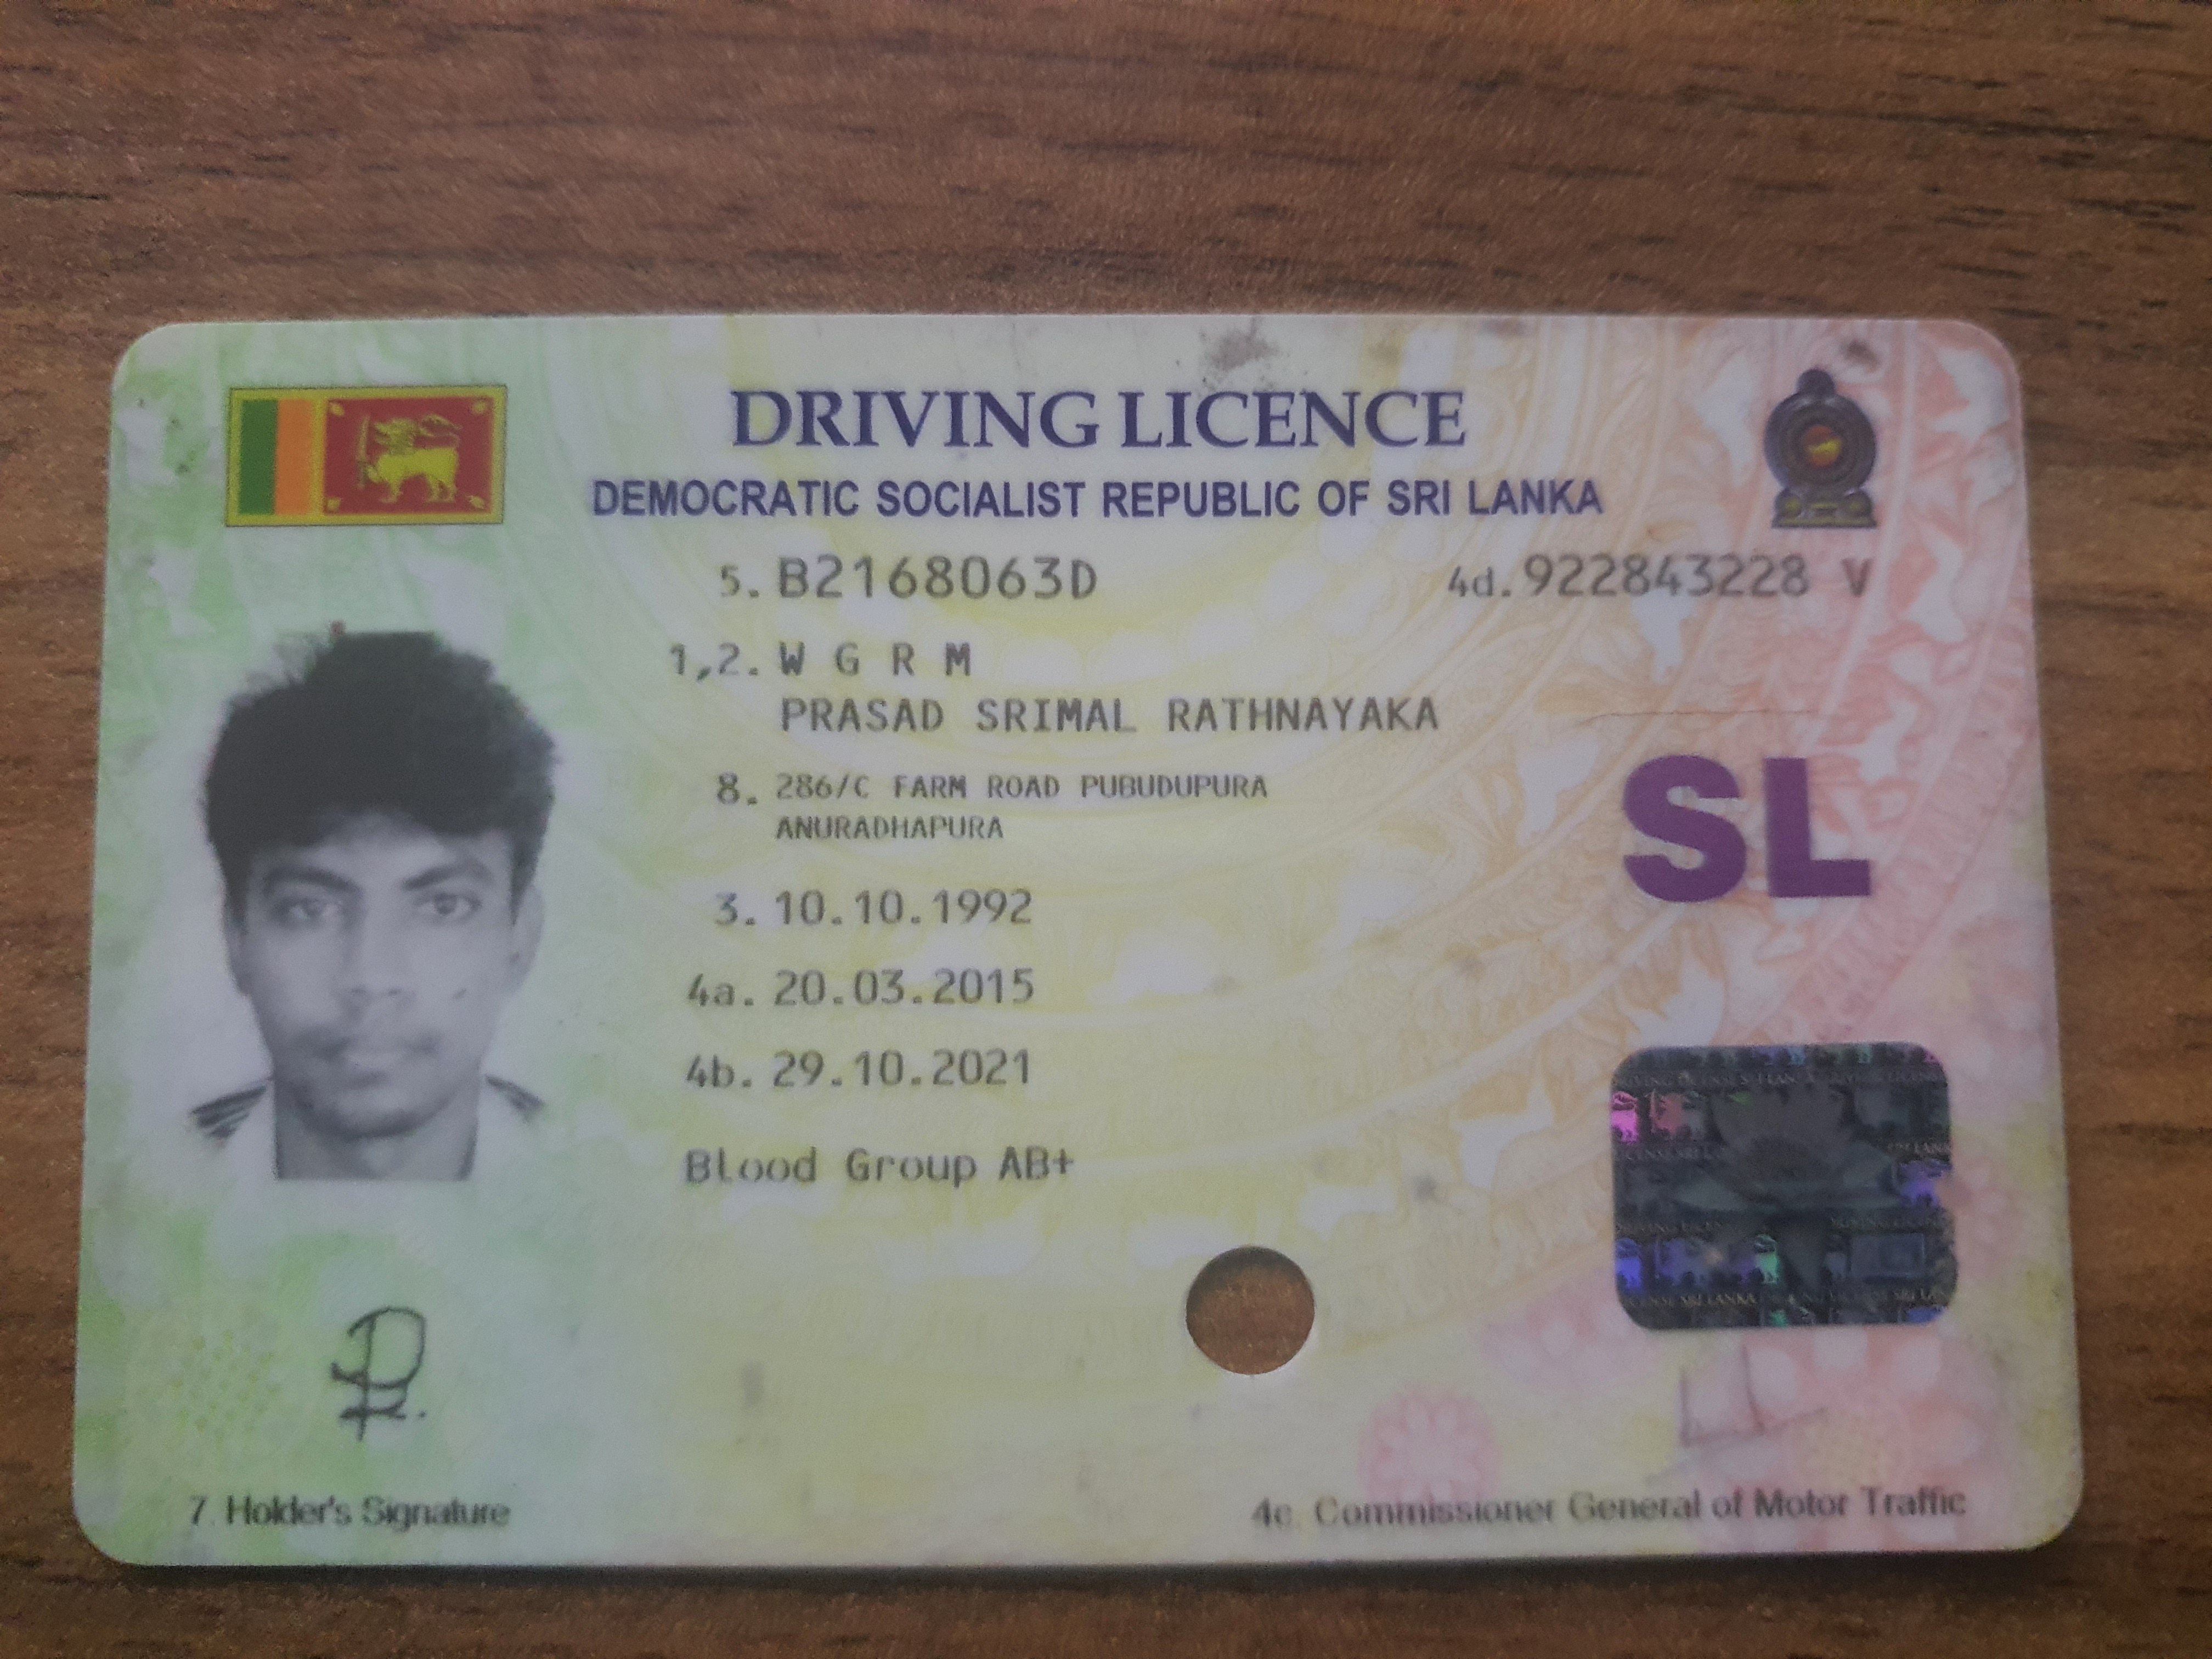 DRIVING LICENCE
DEMOCRATIC SOCIALIST REPUBLIC OF SRI LANKA
5. B2168063D 4d. 922843228 V
1,2. W G R M
PRASAD SRIMAL RATHNAYAKA
8. 286/C FARM ROAD PUBUDUPURA
ANURADHAPURA
SL
3. 10.10.1992
4a. 20.03.2015
4b. 29.10.2021
Blood Group AB+
7. Holder's Signature
4c. Commissioner General of Motor Traffic